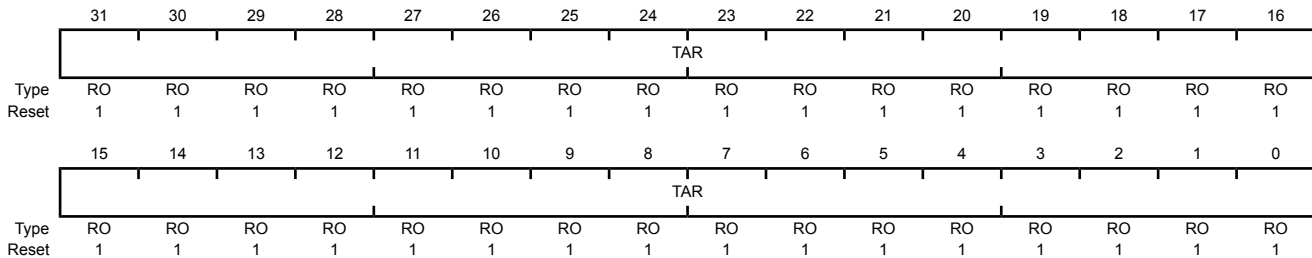 31 30 29 28 27 26 25 24 23 22 21 20 19 18 17 16
TAR
Type RO RO RO RO RO RO RO RO RO RO RO RO RO RO RO RO
Reset 1 1 1 1 1 1 1 1 1 1 1 1 1 1 1 1
15 14 13 12 11 10 9 8 7 6 5 4 3 2 1 0
TAR
Type RO RO RO RO RO RO RO RO RO RO RO RO RO RO RO RO
Reset 1 1 1 1 1 1 1 1 1 1 1 1 1 1 1 1